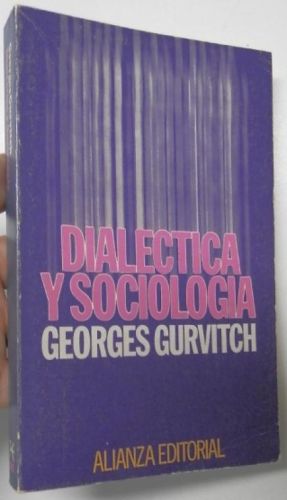 DIALECTICA
Y SOCIOLOGIA
GEORGES GURVITCH
ALIANZA EDITORIAL